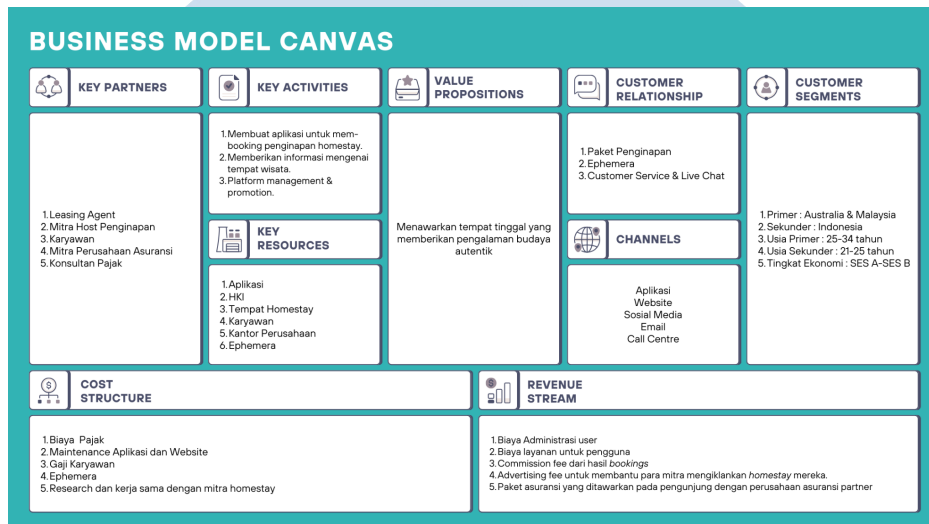 BUSINESS MODEL CANVAS
KEY PARTNERS
1.Leasing Agent
2.Mitra Host Penginapan
3.Karyawan
4.Mitra Perusahaan Asuransi
5.Konsultan Pajak
KEY ACTIVITIES
1.Membuat aplikasi untuk mem-
booking penginapan homestay.
2.Memberikan informasi mengenai
tempat wisata.
3.Platform management &
promotion.
KEY
RESOURCES
1.Aplikasi
2.HKI
3.Tempat Homestay
4.Karyawan
5.Kantor Perusahaan
6.Ephemera
VALUE
PROPOSITIONS
Menawarkan tempat tinggal yang
memberikan pengalaman budaya
autentik
CUSTOMER
RELATIONSHIP
1.Paket Penginapan
2.Ephemera
3.Customer Service & Live Chat
CHANNELS
Aplikasi
Website
Sosial Media
Email
Call Centre
CUSTOMER
SEGMENTS
1.Primer : Australia & Malaysia
2.Sekunder : Indonesia
3.Usia Primer : 25-34 tahun
4.Usia Sekunder : 21-25 tahun
5.Tingkat Ekonomi : SES A-SES B
COST
STRUCTURE
1.Biaya Pajak
2.Maintenance Aplikasi dan Website
3.Gaji Karyawan
4.Ephemera
5.Research dan kerja sama dengan mitra homestay
REVENUE
STREAM
1.Biaya Administrasi user
2.Biaya layanan untuk pengguna
3.Commission fee dari hasil bookings
4.Advertising fee untuk membantu para mitra mengiklankan homestay mereka.
5.Paket asuransi yang ditawarkan pada pengunjung dengan perusahaan asuransi partner